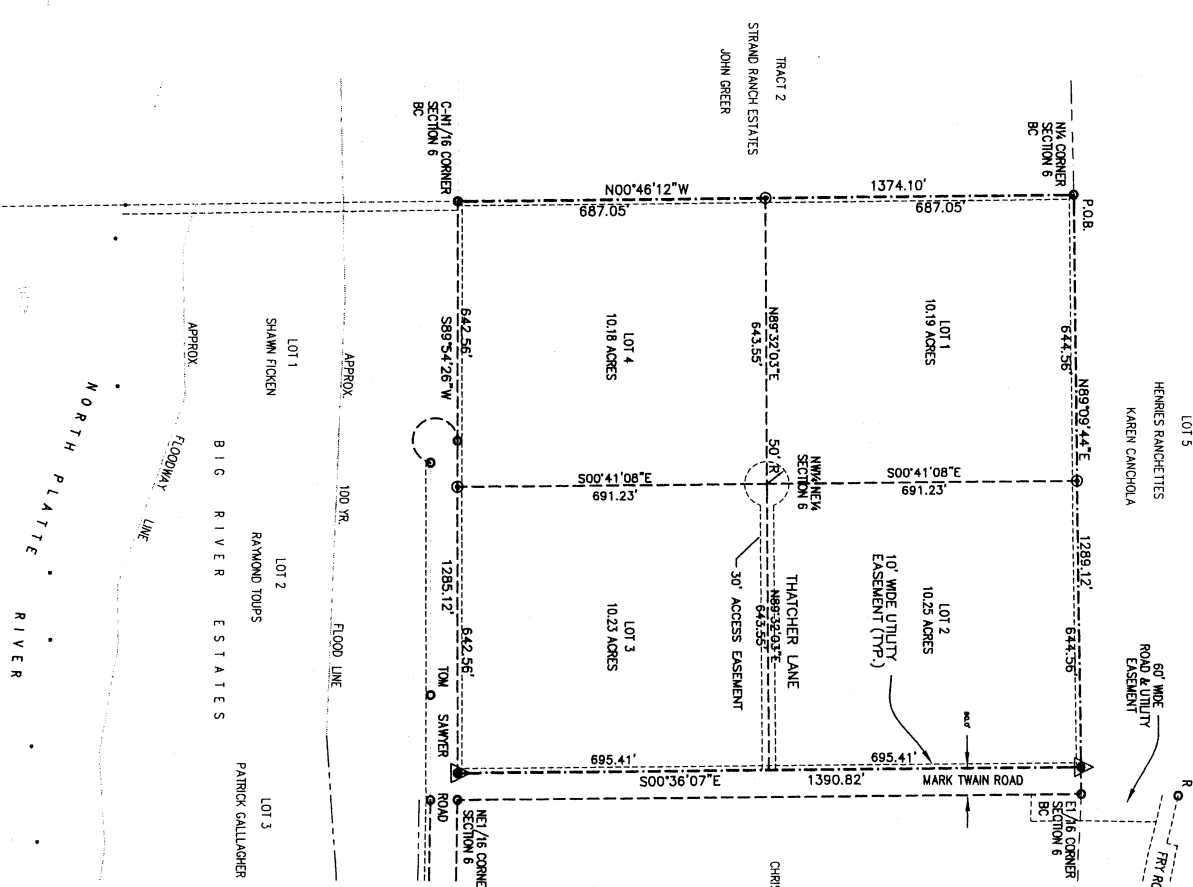 LOT 5
HENRIES RANCHETTES
KAREN CANCHOLA
60' WIDE
ROAD & UTILITY
EASEMENT
R
FRY
N¼ CORNER
SECTION 6
BC
P.O.B.
644.56'
N89°09'44"E
1289.12'
644.56'
E1/16 CORNER
SECTION 6
BC
TRACT 2
STRAND RANCH ESTATES
JOHN GREER
1374.10'
687.05'
N00°46'12"W
687.05'
LOT 1
10.19 ACRES
S00°41'08"E
691.23'
LOT 2
10.25 ACRES
10' WIDE UTILITY
EASEMENT (TYP.)
695.41'
MARK TWAIN ROAD
1390.82'
S00°36'07"E
695.41'
N89°32'03"E
643.55'
50' R
NW¼ NE¼
SECTION 6
THATCHER LANE
N89°32'03"E
643.55'
30' ACCESS EASEMENT
LOT 4
10.18 ACRES
S00°41'08"E
691.23'
LOT 3
10.23 ACRES
C-N1/16 CORNER
SECTION 6
BC
642.56'
S89°54'26"W
1285.12'
642.56'
NE1/16 CORNE
SECTION 6
TOM SAWYER ROAD
CHRIS
APPROX. 100 YR. FLOOD LINE
LOT 1
SHAWN FICKEN
LOT 2
RAYMOND TOUPS
LOT 3
PATRICK GALLLAGHER
BIG RIVER ESTATES
APPROX. FLOODWAY LINE
NORTH PLATTE RIVER